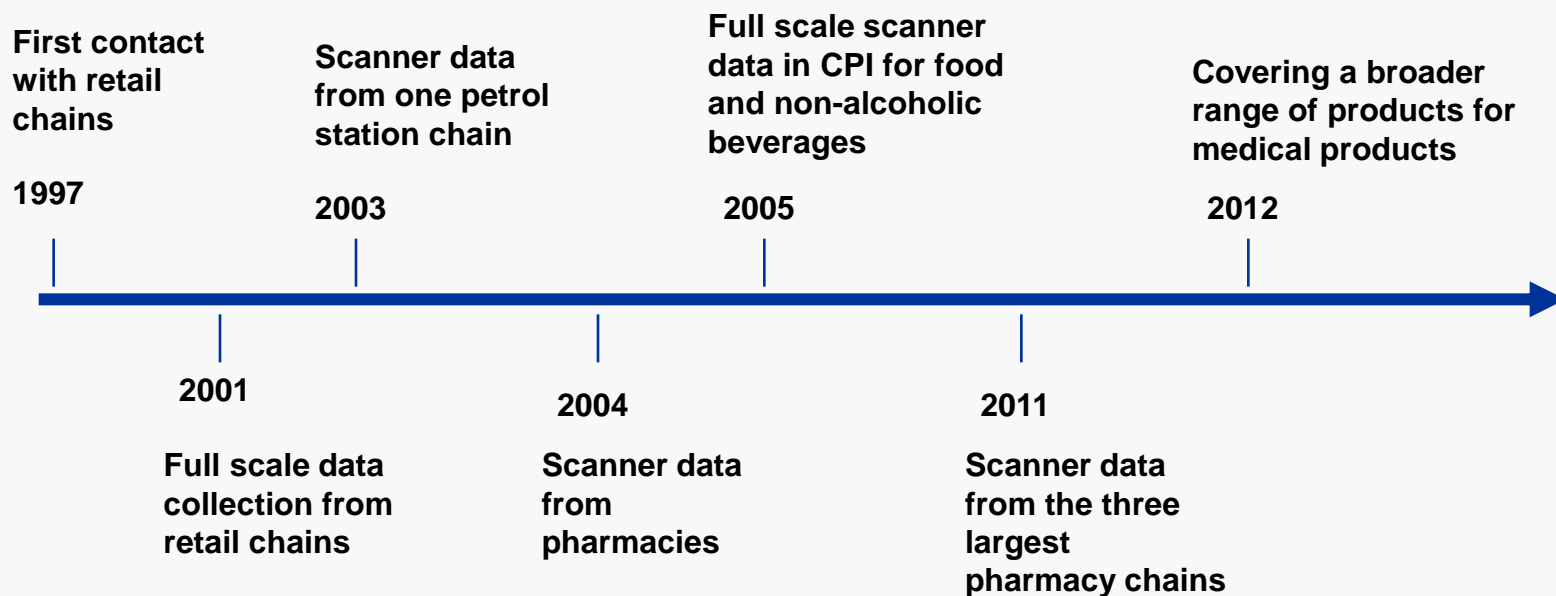 First contact
with retail
chains
1997
Scanner data
from one petrol
station chain
2003
Full scale scanner
data in CPI for food
and non-alcoholic
beverages
2005
Covering a broader
range of products for
medical products
2012
2001
Full scale data
collection from
retail chains
2004
Scanner data
from
pharmacies
2011
Scanner data
from the three
largest
pharmacy chains